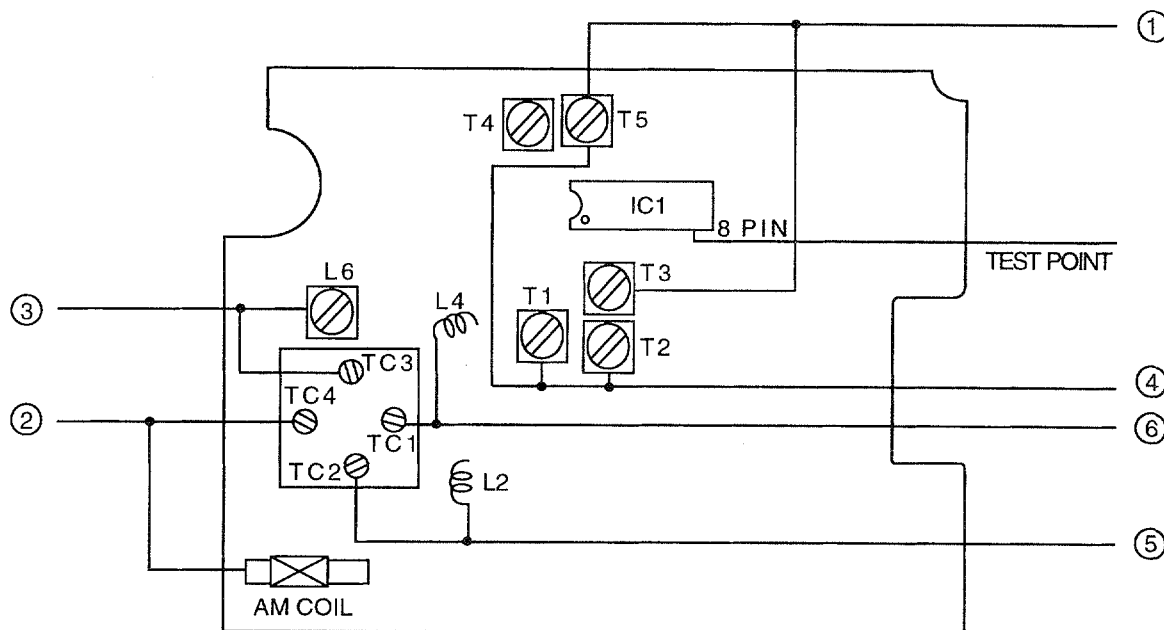 ①
T4
T5
IC1
8 PIN
TEST POINT
L6
L4
T1
T3
③
T2
TC3
④
TC4
②
TC1
⑥
TC2
L2
⑤
AM COIL